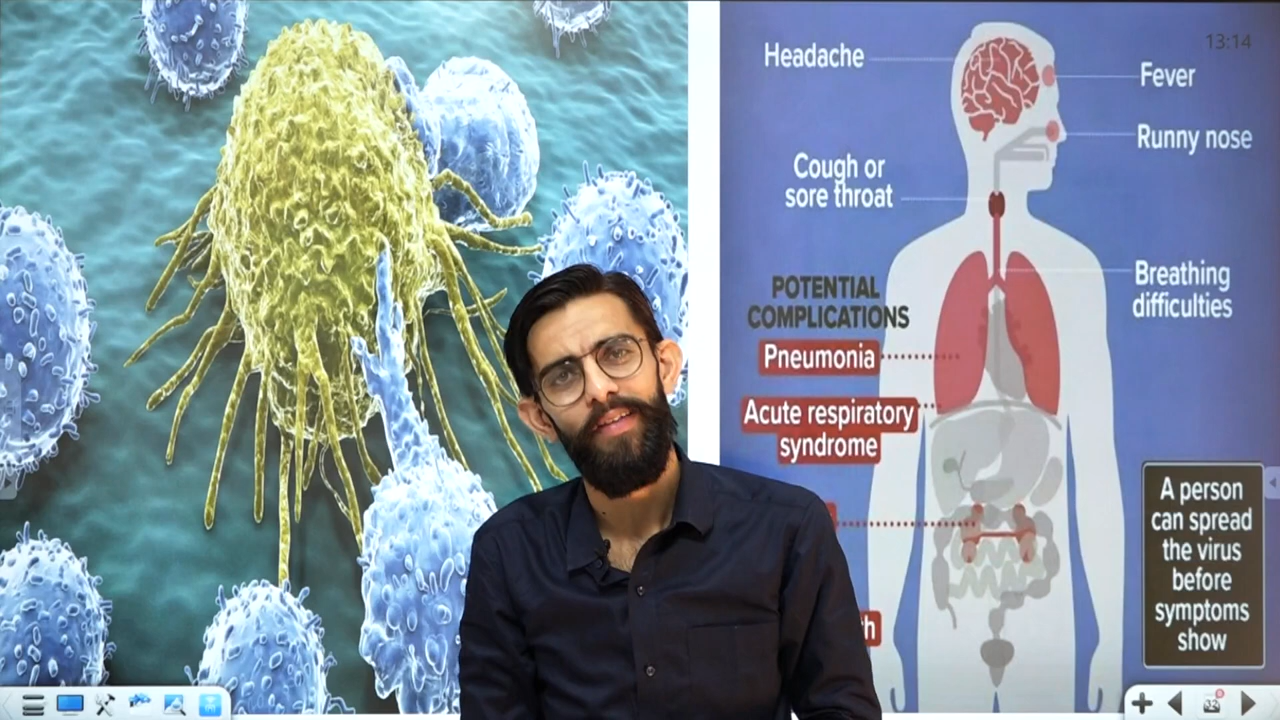 13:14
Headache
Fever
Runny nose
Cough or
sore throat
Breathing
difficulties
POTENTIAL
COMPLICATIONS
Pneumonia
Acute respiratory
syndrome
A person
can spread
the virus
before
symptoms
show
h
32